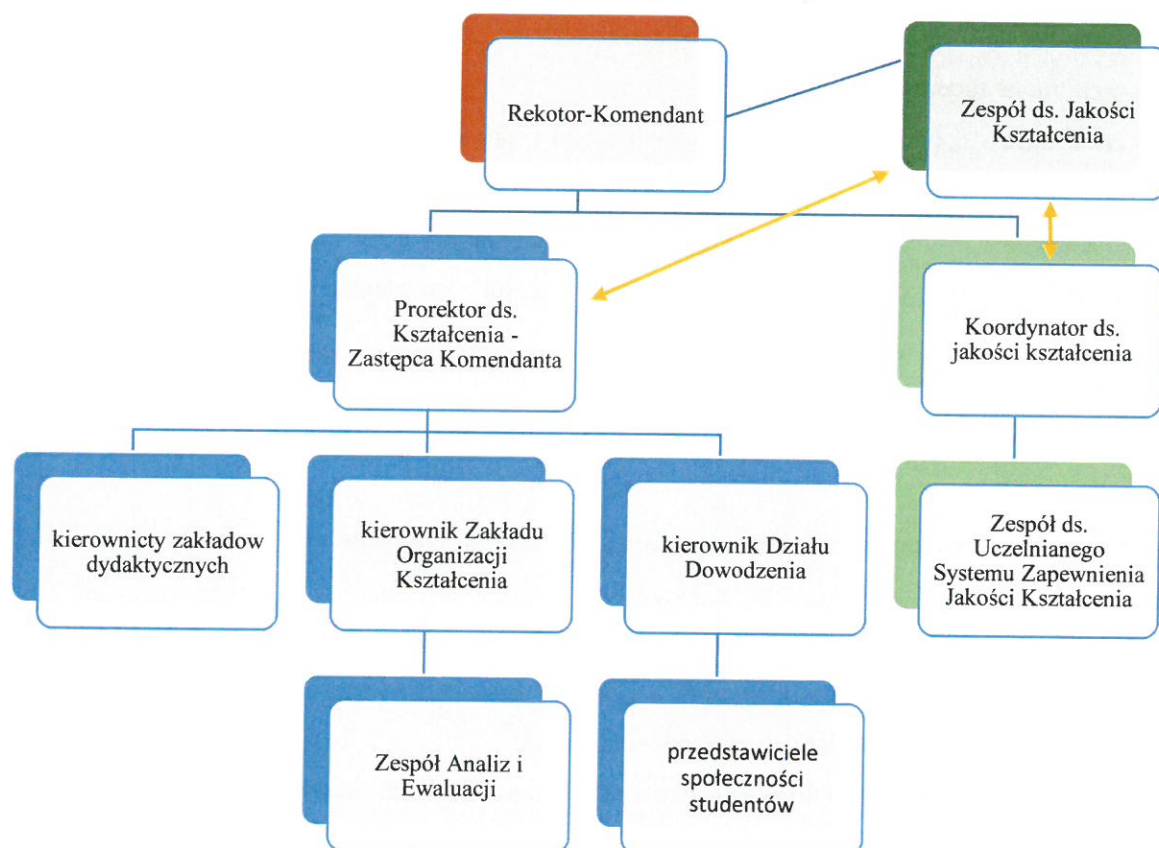 Rekotor-Komendant
Zespół ds. Jakości
Kształcenia
Prorektor ds.
Kształcenia -
Zastępca Komendanta
Koordynator ds.
jakości kształcenia
kierownicty zakładow
dydaktycznych
kierownik Zakładu
Organizacji
Kształcenia
kierownik Działu
Dowodzenia
Zespół ds.
Uczelnianego
Systemu Zapewnienia
Jakości Kształcenia
Zespół Analiz i
Ewaluacji
przedstawiciele
społeczności
studentów